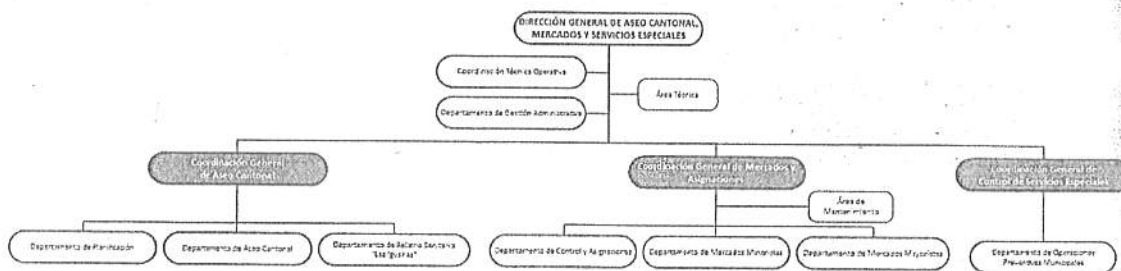 DIRECCIÓN GENERAL DE ASEO CANTONAL,
MERCADOS Y SERVICIOS ESPECIALES
Coordinación Técnica Operativa
Área Técnica
Departamento de Gestión Administrativa
Coordinación General
de Aseo Cantonal
Coordinación General de Mercados y
Asignaciones
Coordinación General de
Control de Servicios Especiales
Área de
Mantenimiento
Departamento de Planificación
Departamento de Aseo Cantonal
Departamento de Relleno Sanitario
"Las Iguanas"
Departamento de Control y Asignaciones
Departamento de Mercados Minoristas
Departamento de Mercados Mayoristas
Departamento de Operaciones
Preventivas Municipales